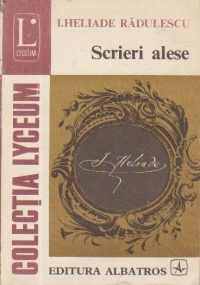 L
LYCEUM
I.HELIADE RĂDULESCU
Scrieri alese
COLECȚIA LYCEUM
I. Heliade
EDITURA ALBATROS